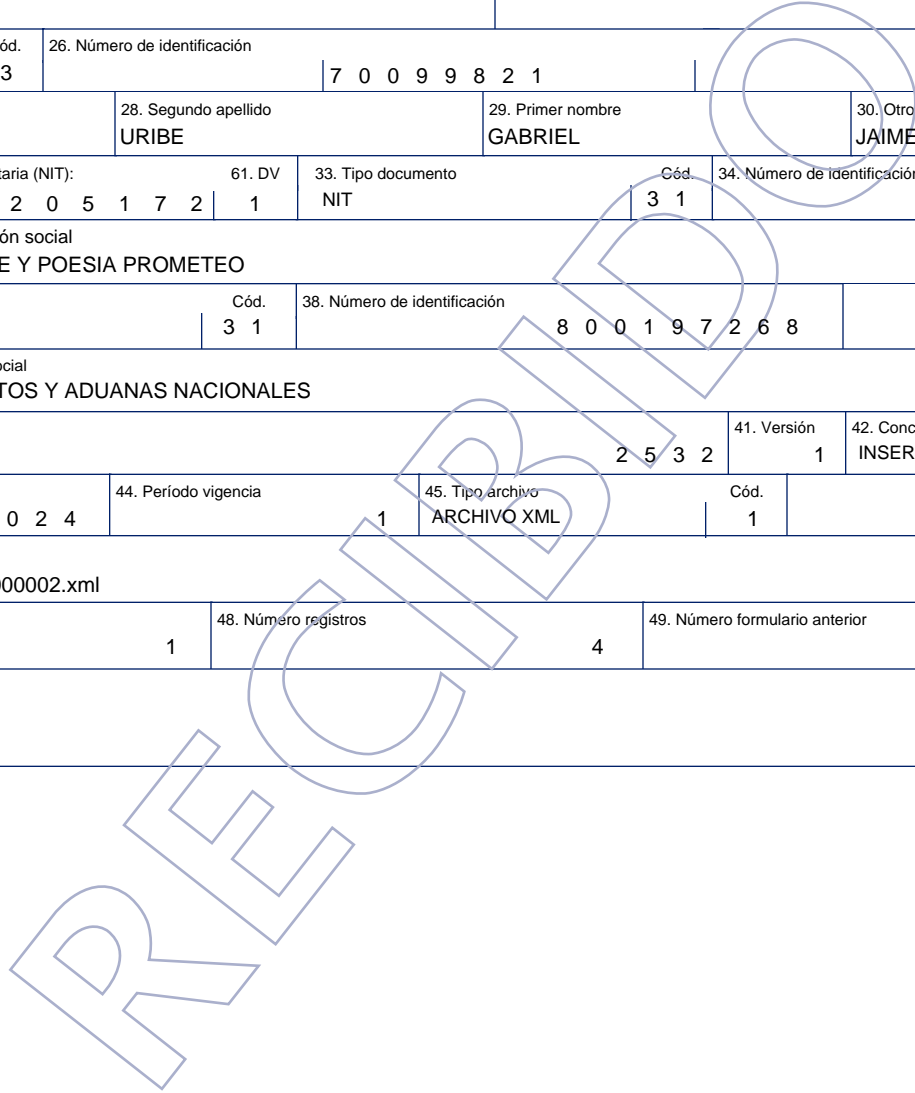 ód. 26. Número de identificación
3 7 0 0 9 9 8 2 1
28. Segundo apellido 29. Primer nombre 30. Otro
URIBE GABRIEL JAIME
taria (NIT): 61. DV 33. Tipo documento Cód. 34. Número de identificación
2 0 5 1 7 2 1 NIT 3 1
ón social
E Y POESIA PROMETEO
Cód. 38. Número de identificación
3 1 8 0 0 1 9 7 2 6 8
ocial
TOS Y ADUANAS NACIONALES
41. Versión 42. Conc
2 5 3 2 1 INSER
44. Período vigencia 45. Tipo archivo Cód.
0 2 4 1 ARCHIVO XML 1
000002.xml
48. Número registros 49. Número formulario anterior
1 4
RECIBIDO